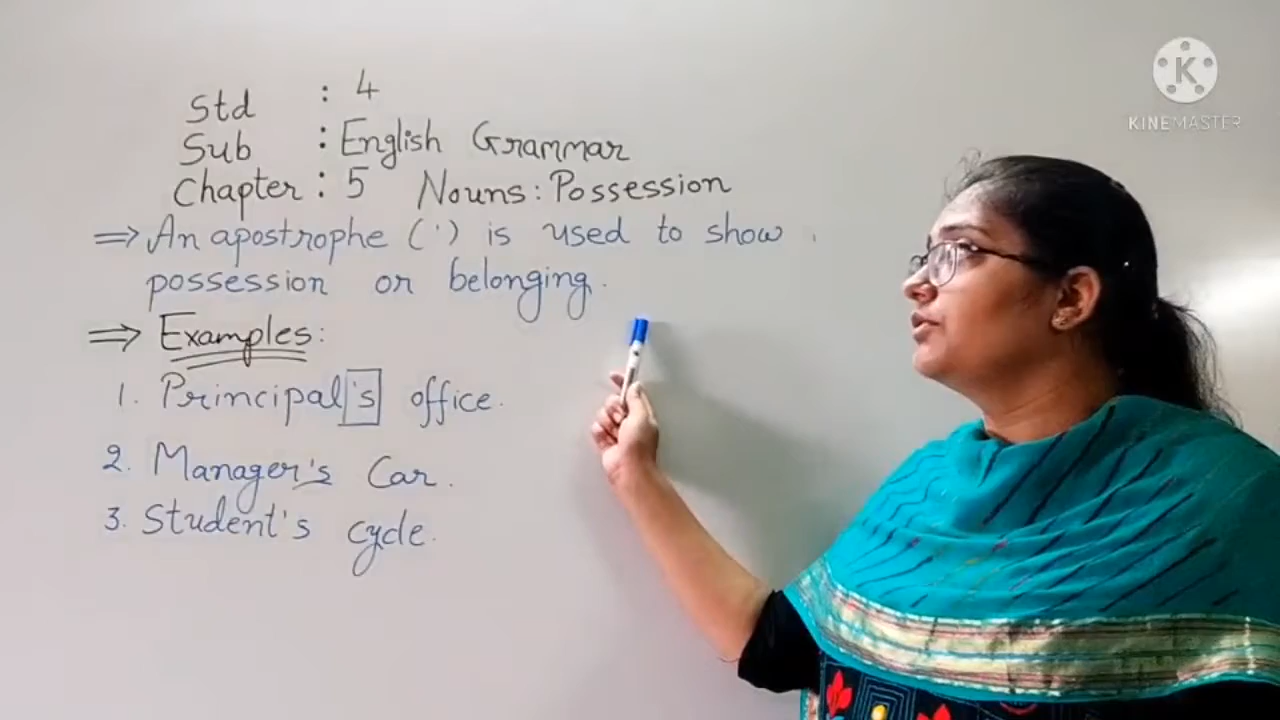 Std : 4
Sub : English Grammar
Chapter : 5 Nouns : Possession
⇒ An apostrophe (') is used to show
possession or belonging.
⇒ Examples:
1. Principal's office.
2. Manager's Car.
3. Student's cycle.
K
KINEMASTER